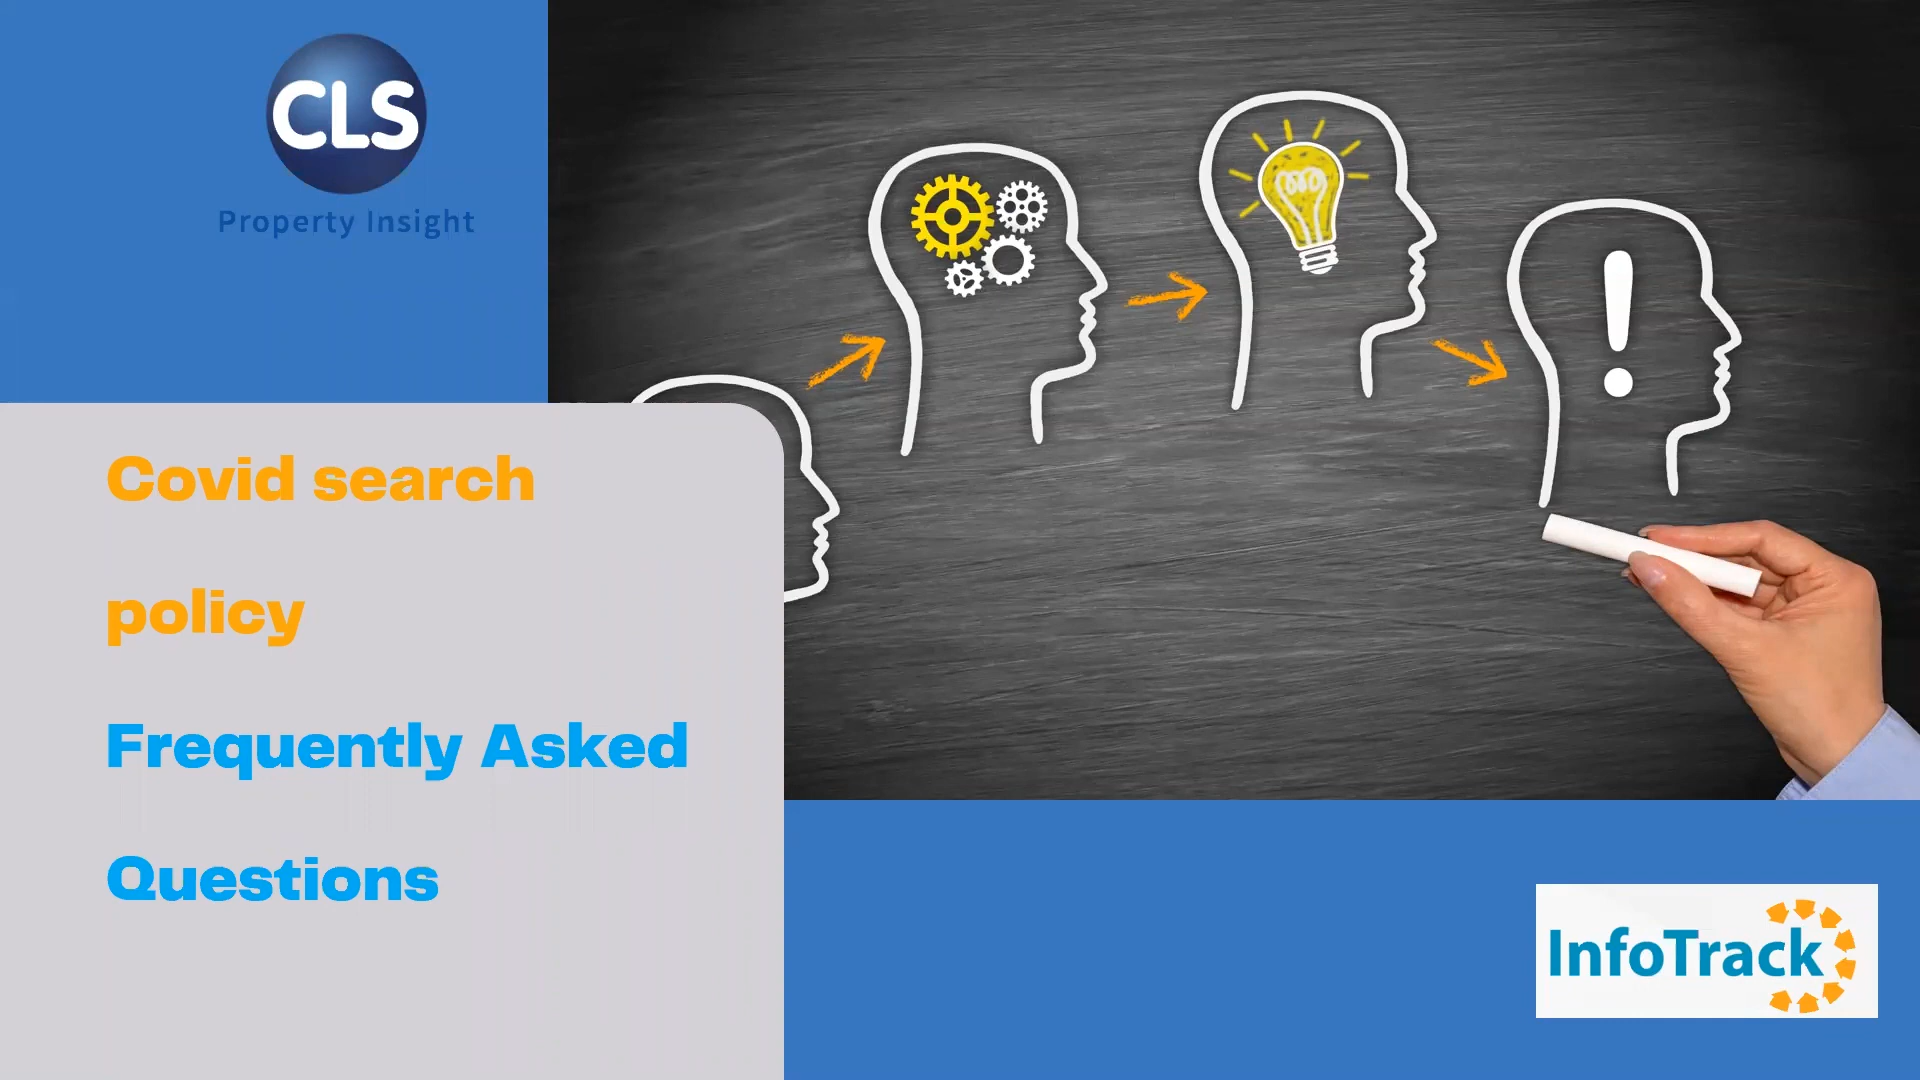 CLS
Property Insight
Covid search
policy
Frequently Asked
Questions
InfoTrack